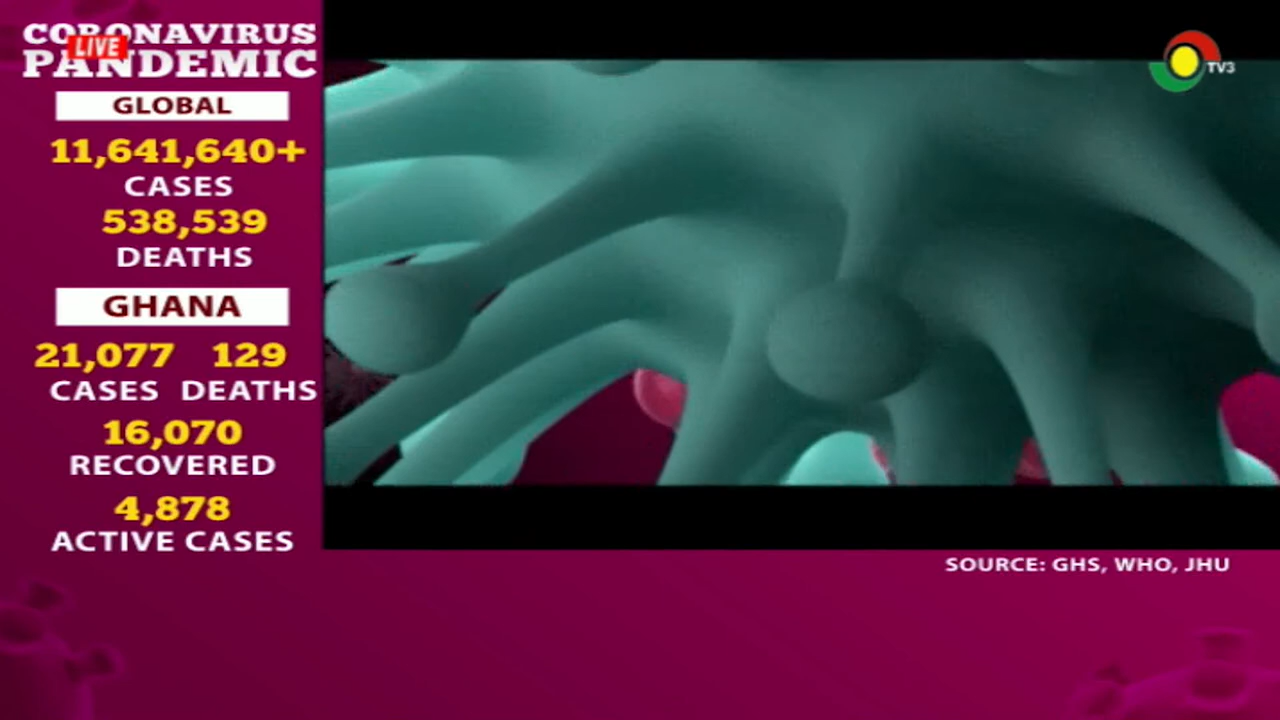 CORONAVIRUS
LIVE
PANDEMIC
GLOBAL
11,641,640+
CASES
538,539
DEATHS
GHANA
21,077 129
CASES DEATHS
16,070
RECOVERED
4,878
ACTIVE CASES
TV3
SOURCE: GHS, WHO, JHU